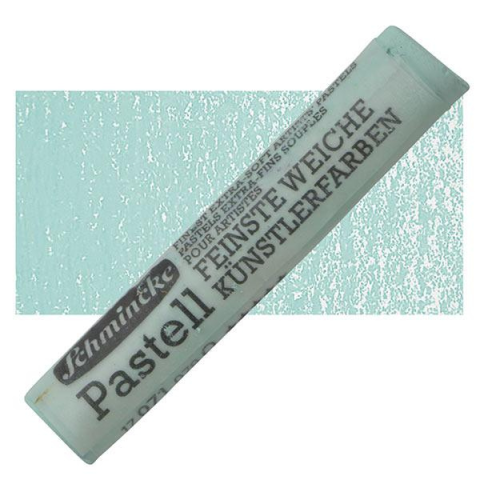 FINEST EXTRA-SOFT ARTISTS' PASTELS
PASTELS EXTRA-FINS SOUPLES
POUR ARTISTES
FEINSTE WEICHE
KÜNSTLERFARBEN
Schmincke
Pastell